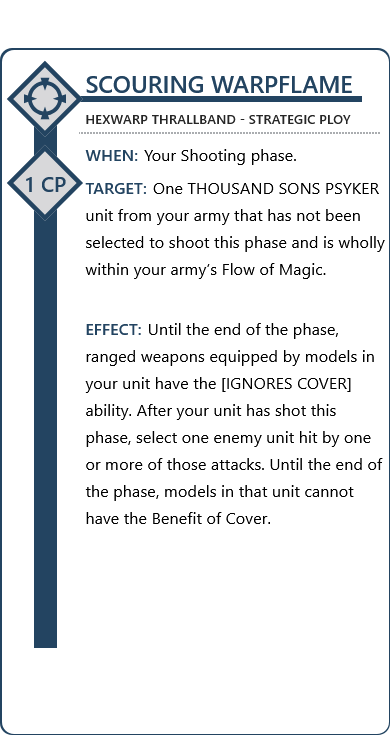 SCOURING WARPFLAME
HEXWARP THRALLBAND - STRATEGIC PLOY
WHEN: Your Shooting phase.
1 CP
TARGET: One THOUSAND SONS PSYKER
unit from your army that has not been
selected to shoot this phase and is wholly
within your army’s Flow of Magic.
EFFECT: Until the end of the phase,
ranged weapons equipped by models in
your unit have the [IGNORES COVER]
ability. After your unit has shot this
phase, select one enemy unit hit by one
or more of those attacks. Until the end of
the phase, models in that unit cannot
have the Benefit of Cover.